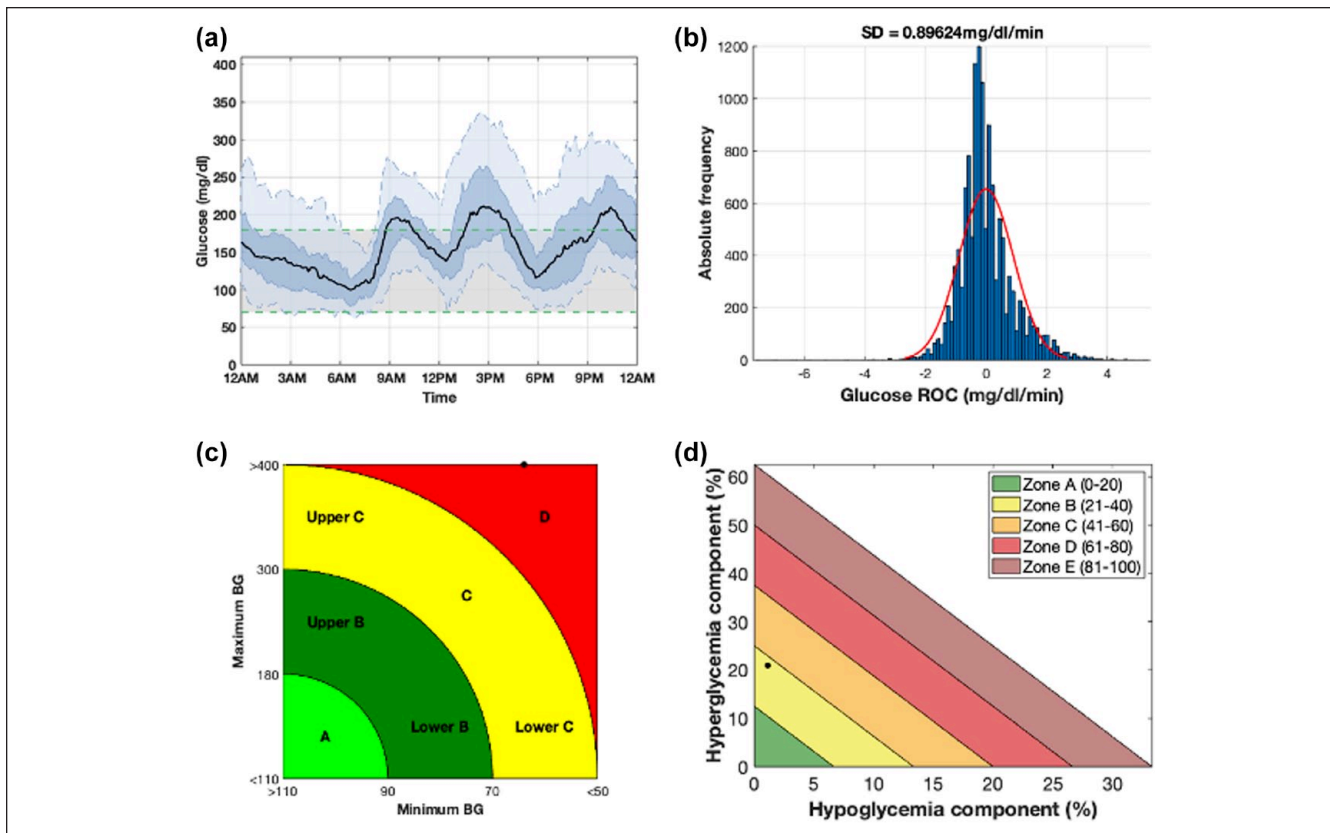 (a)
400
350
300
250
200
150
100
50
0
Glucose (mg/dl)
12AM 3AM 6AM 9AM 12PM 3PM 6PM 9PM 12AM
Time
(b)
SD = 0.89624mg/dl/min
1200
1000
800
600
400
200
0
Absolute frequency
-6 -4 -2 0 2 4
Glucose ROC (mg/dl/min)
(c)
>400
300
180
<110
Maximum BG
Upper C
D
C
Upper B
A
Lower B
Lower C
>110 90 70 <50
Minimum BG
(d)
60
50
40
30
20
10
0
Hyperglycemia component (%)
Zone A (0-20)
Zone B (21-40)
Zone C (41-60)
Zone D (61-80)
Zone E (81-100)
0 5 10 15 20 25 30
Hypoglycemia component (%)